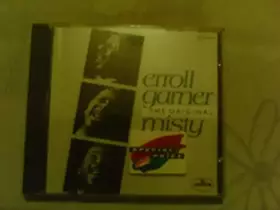 erroll
garner
THE ORIGINAL
misty
SPECIAL
PRICE